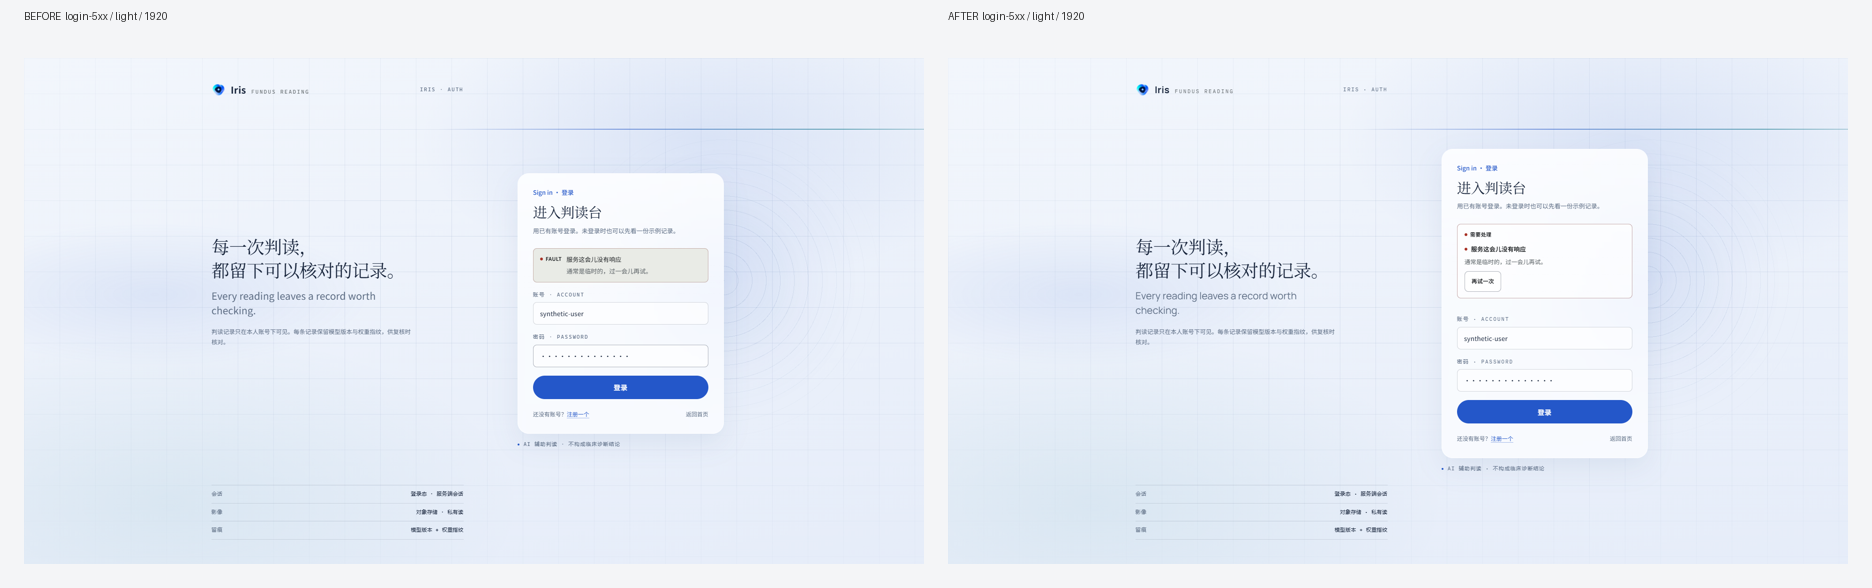 BEFORE login-5xx / light / 1920
Iris FUNDUS READING
IRIS · AUTH
每一次判读，
都留下可以核对的记录。
Every reading leaves a record worth
checking.
判读记录只在本人账号下可见。每条记录保留模型版本与权重指纹，供复核时
核对。
会话 登录态 · 服务端会话
影像 对象存储 · 私有读
留痕 模型版本 + 权重指纹
Sign in · 登录
进入判读台
用已有账号登录。未登录时也可以先看一份示例记录。
FAULT 服务这会儿没有响应
通常是临时的，过一会儿再试。
账号 · ACCOUNT
synthetic-user
密码 · PASSWORD
登录
还没有账号？注册一个 返回首页
AI 辅助判读 · 不构成临床诊断结论
AFTER login-5xx / light / 1920
Iris FUNDUS READING
IRIS · AUTH
每一次判读，
都留下可以核对的记录。
Every reading leaves a record worth
checking.
判读记录只在本人账号下可见。每条记录保留模型版本与权重指纹，供复核时
核对。
会话 登录态 · 服务端会话
影像 对象存储 · 私有读
留痕 模型版本 + 权重指纹
Sign in · 登录
进入判读台
用已有账号登录。未登录时也可以先看一份示例记录。
需要处理
服务这会儿没有响应
通常是临时的，过一会儿再试。
再试一次
账号 · ACCOUNT
synthetic-user
密码 · PASSWORD
登录
还没有账号？注册一个 返回首页
AI 辅助判读 · 不构成临床诊断结论